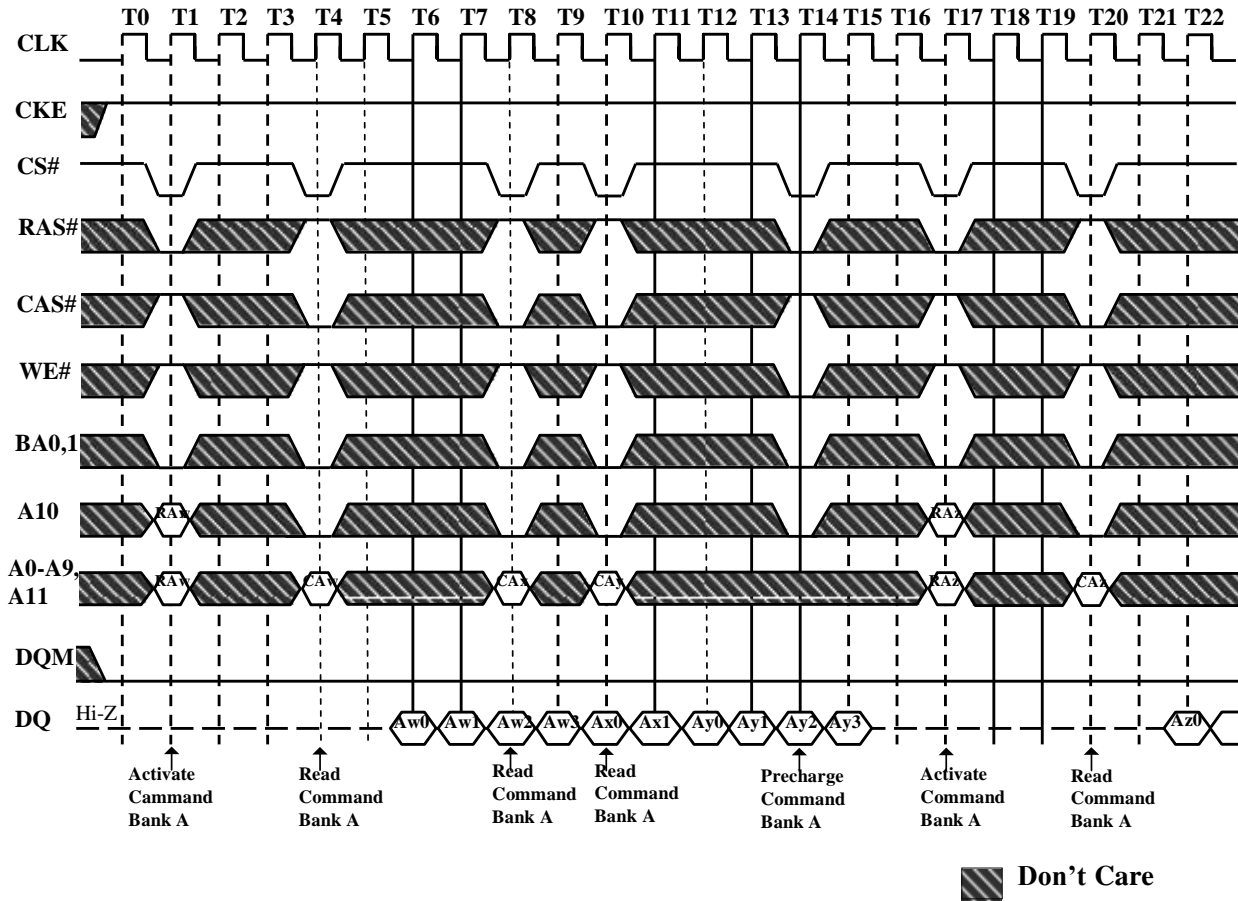 T0 T1 T2 T3 T4 T5 T6 T7 T8 T9 T10 T11 T12 T13 T14 T15 T16 T17 T18 T19 T20 T21 T22
CLK
CKE
CS#
RAS#
CAS#
WE#
BA0,1
A10 RAw RAz
A0-A9,
A11 RAw CAw CAx CAy RAz CAz
DQM
DQ Hi-Z Aw0 Aw1 Aw2 Aw3 Ax0 Ax1 Ay0 Ay1 Ay2 Ay3 Az0
Activate
Cammand
Bank A
Read
Command
Bank A
Read
Command
Bank A
Read
Command
Bank A
Precharge
Command
Bank A
Activate
Command
Bank A
Read
Command
Bank A
Don't Care